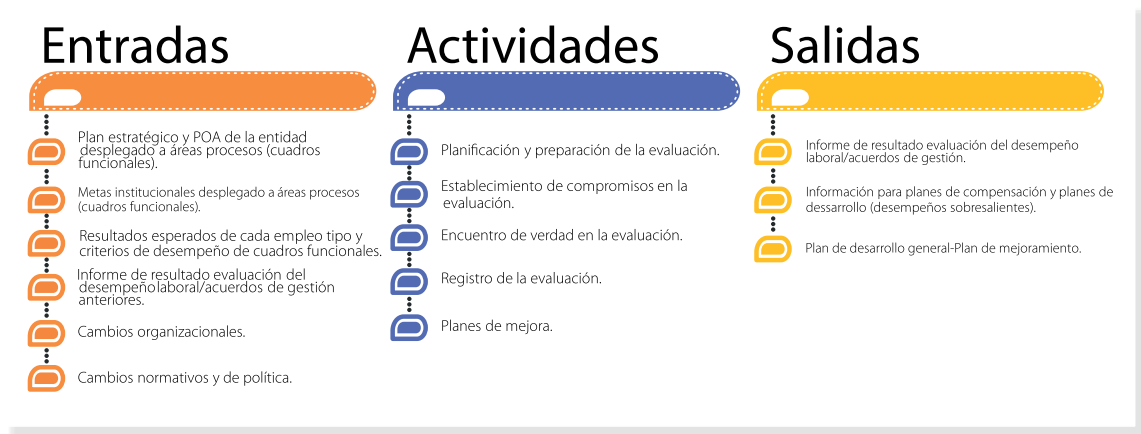 Entradas
Plan estratégico y POA de la entidad
desplegado a áreas procesos (cuadros
funcionales).
Metas institucionales desplegado a áreas procesos
(cuadros funcionales).
Resultados esperados de cada empleo tipo y
criterios de desempeño de cuadros funcionales.
Informe de resultado evaluación del
desempeño laboral/acuerdos de gestión
anteriores.
Cambios organizacionales.
Cambios normativos y de política.
Actividades
Planificación y preparación de la evaluación.
Establecimiento de compromisos en la
evaluación.
Encuentro de verdad en la evaluación.
Registro de la evaluación.
Planes de mejora.
Salidas
Informe de resultado evaluación del desempeño
laboral/acuerdos de gestión.
Información para planes de compensación y planes de
dessarrollo (desempeños sobresalientes).
Plan de desarrollo general-Plan de mejoramiento.